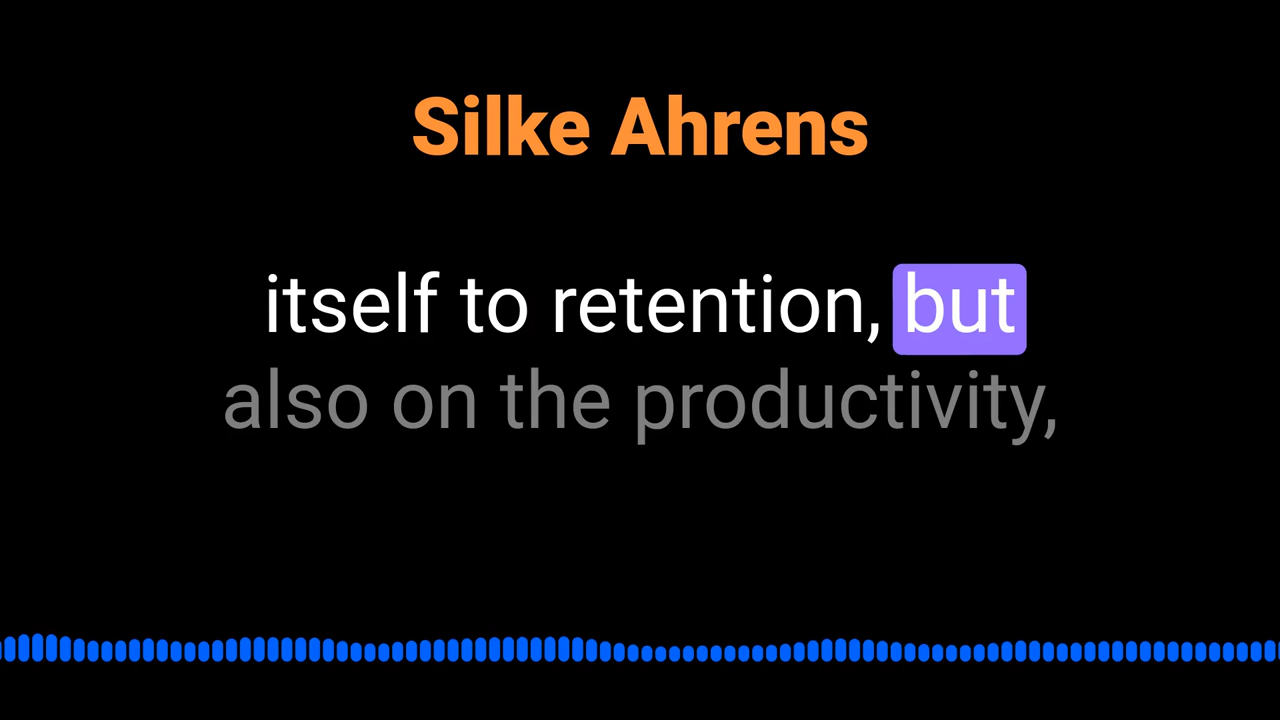 Silke Ahrens
itself to retention, but
also on the productivity,